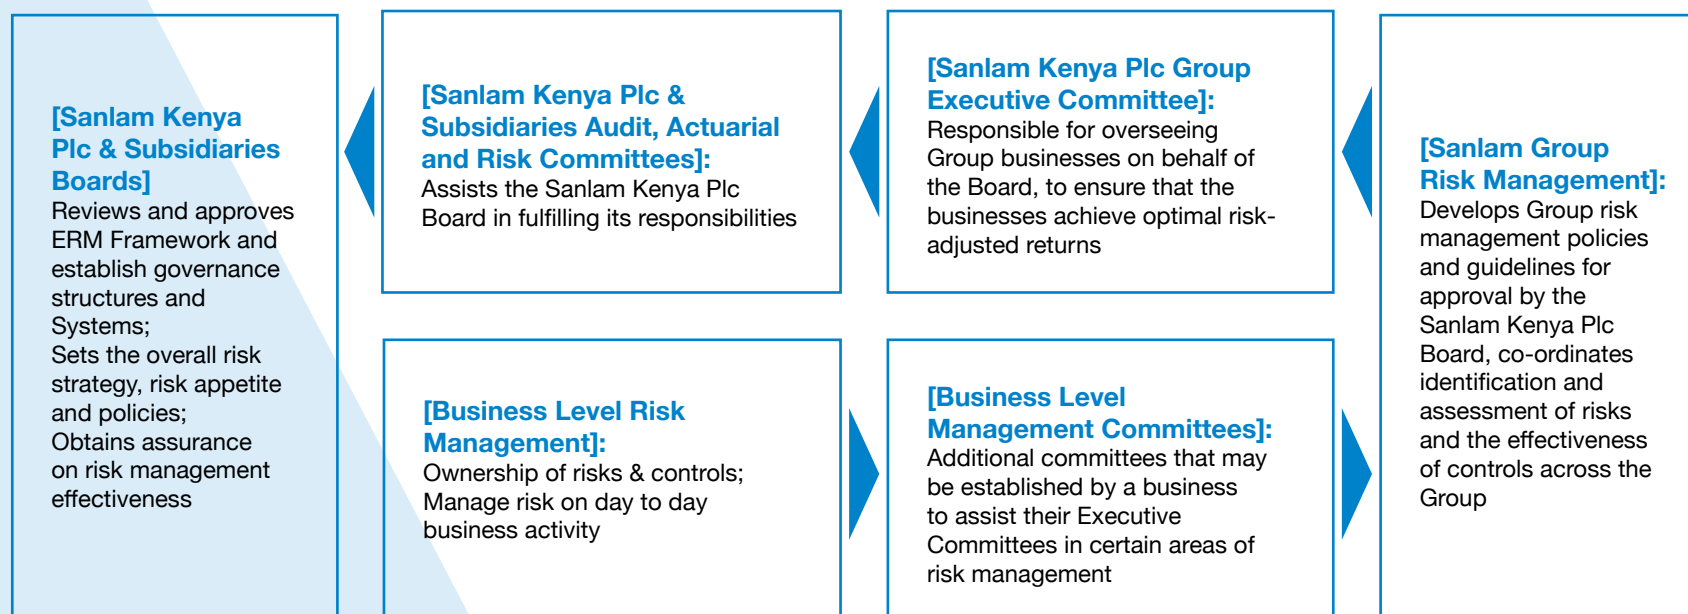 [Sanlam Kenya
Plc & Subsidiaries
Boards]
Reviews and approves
ERM Framework and
establish governance
structures and
Systems;
Sets the overall risk
strategy, risk appetite
and policies;
Obtains assurance
on risk management
effectiveness
[Sanlam Kenya Plc &
Subsidiaries Audit, Actuarial
and Risk Committees]:
Assists the Sanlam Kenya Plc
Board in fulfilling its responsibilities
[Sanlam Kenya Plc Group
Executive Committee]:
Responsible for overseeing
Group businesses on behalf of
the Board, to ensure that the
businesses achieve optimal risk-
adjusted returns
[Business Level Risk
Management]:
Ownership of risks & controls;
Manage risk on day to day
business activity
[Business Level
Management Committees]:
Additional committees that may
be established by a business
to assist their Executive
Committees in certain areas of
risk management
[Sanlam Group
Risk Management]:
Develops Group risk
management policies
and guidelines for
approval by the
Sanlam Kenya Plc
Board, co-ordinates
identification and
assessment of risks
and the effectiveness
of controls across the
Group